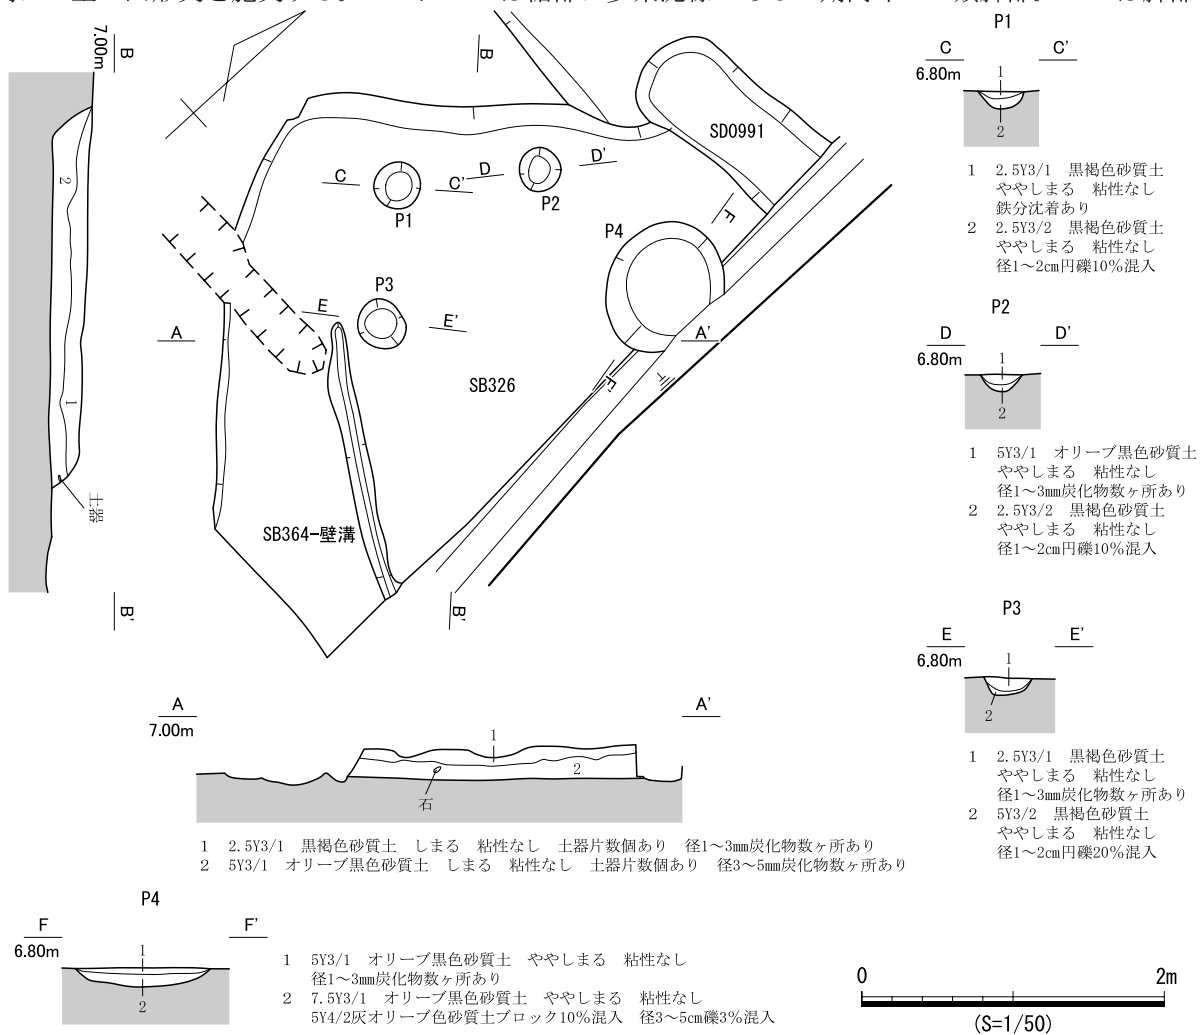 B
7.00m
B
P1
C
C'
6.80m
1
2
1 2.5Y3/1 黒褐色砂質土
ややしまる 粘性なし
鉄分沈着あり
2 2.5Y3/2 黒褐色砂質土
ややしまる 粘性なし
径1～2cm円礫10％混入
SD0991
C
C'
P1
D
D'
P2
F
P4
P3
E
E'
A
A'
F'
SB326
SB364-壁溝
2
1
土器
B'
B'
P2
D
D'
6.80m
1
2
1 5Y3/1 オリーブ黒色砂質土
ややしまる 粘性なし
径1～3mm炭化物数ヶ所あり
2 2.5Y3/2 黒褐色砂質土
ややしまる 粘性なし
径1～2cm円礫10％混入
P3
E
E'
6.80m
1
2
1 2.5Y3/1 黒褐色砂質土
ややしまる 粘性なし
径1～3mm炭化物数ヶ所あり
2 5Y3/2 黒褐色砂質土
ややしまる 粘性なし
径1～2cm円礫20％混入
A
A'
7.00m
1
2
石
1 2.5Y3/1 黒褐色砂質土 しまる 粘性なし 土器片数個あり 径1～3mm炭化物数ヶ所あり
2 5Y3/1 オリーブ黒色砂質土 しまる 粘性なし 土器片数個あり 径3～5mm炭化物数ヶ所あり
P4
F
F'
6.80m
1
2
1 5Y3/1 オリーブ黒色砂質土 ややしまる 粘性なし
径1～3mm炭化物数ヶ所あり
2 7.5Y3/1 オリーブ黒色砂質土 ややしまる 粘性なし
5Y4/2灰オリーブ色砂質土ブロック10％混入 径3～5cm礫3％混入
0
2m
(S=1/50)